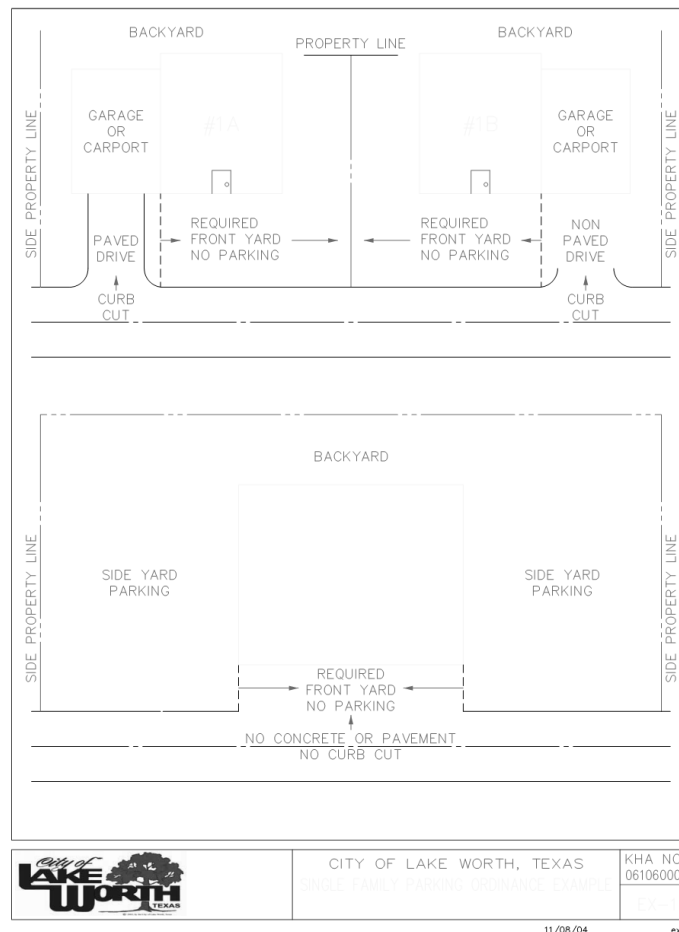 BACKYARD
PROPERTY LINE
BACKYARD
SIDE PROPERTY LINE
GARAGE
OR
CARPORT
#1A
#1B
GARAGE
OR
CARPORT
SIDE PROPERTY LINE
PAVED
DRIVE
REQUIRED
FRONT YARD
NO PARKING
REQUIRED
FRONT YARD
NO PARKING
NON
PAVED
DRIVE
CURB
CUT
CURB
CUT
BACKYARD
SIDE PROPERTY LINE
SIDE YARD
PARKING
SIDE YARD
PARKING
SIDE PROPERTY LINE
REQUIRED
FRONT YARD
NO PARKING
NO CONCRETE OR PAVEMENT
NO CURB CUT
City of
LAKE
WORTH
TEXAS
CITY OF LAKE WORTH, TEXAS
SINGLE FAMILY PARKING ORDINANCE EXAMPLE
KHA NO
06106000
EX-1
11/08/04
ex